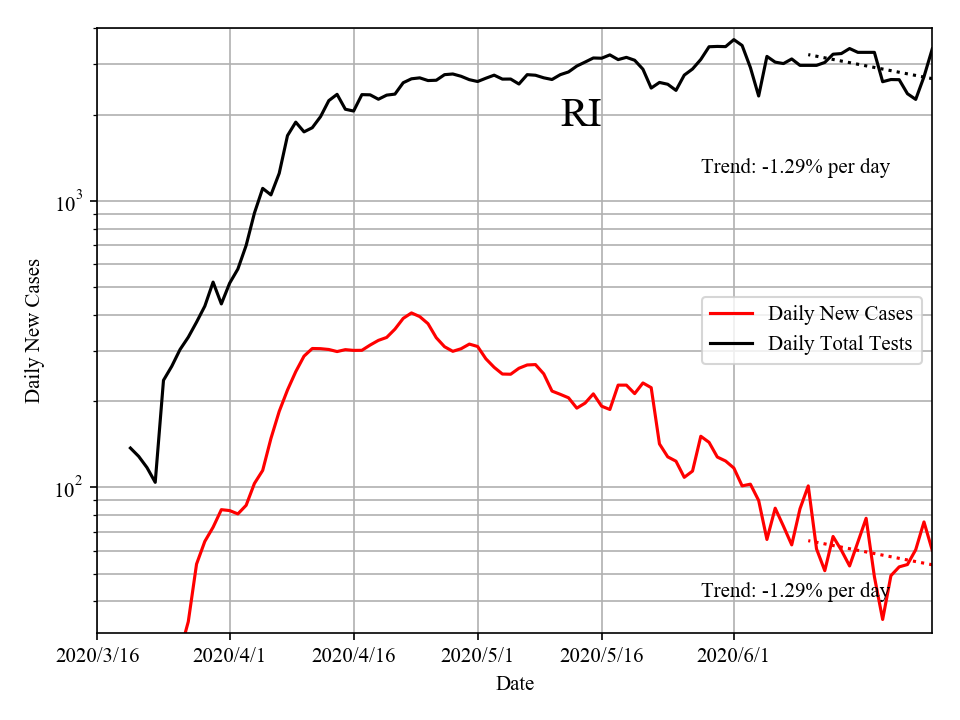 RI
Trend: -1.29% per day
10³
Daily New Cases
Daily New Cases
Daily Total Tests
10²
Trend: -1.29% per day
2020/3/16 2020/4/1 2020/4/16 2020/5/1 2020/5/16 2020/6/1
Date